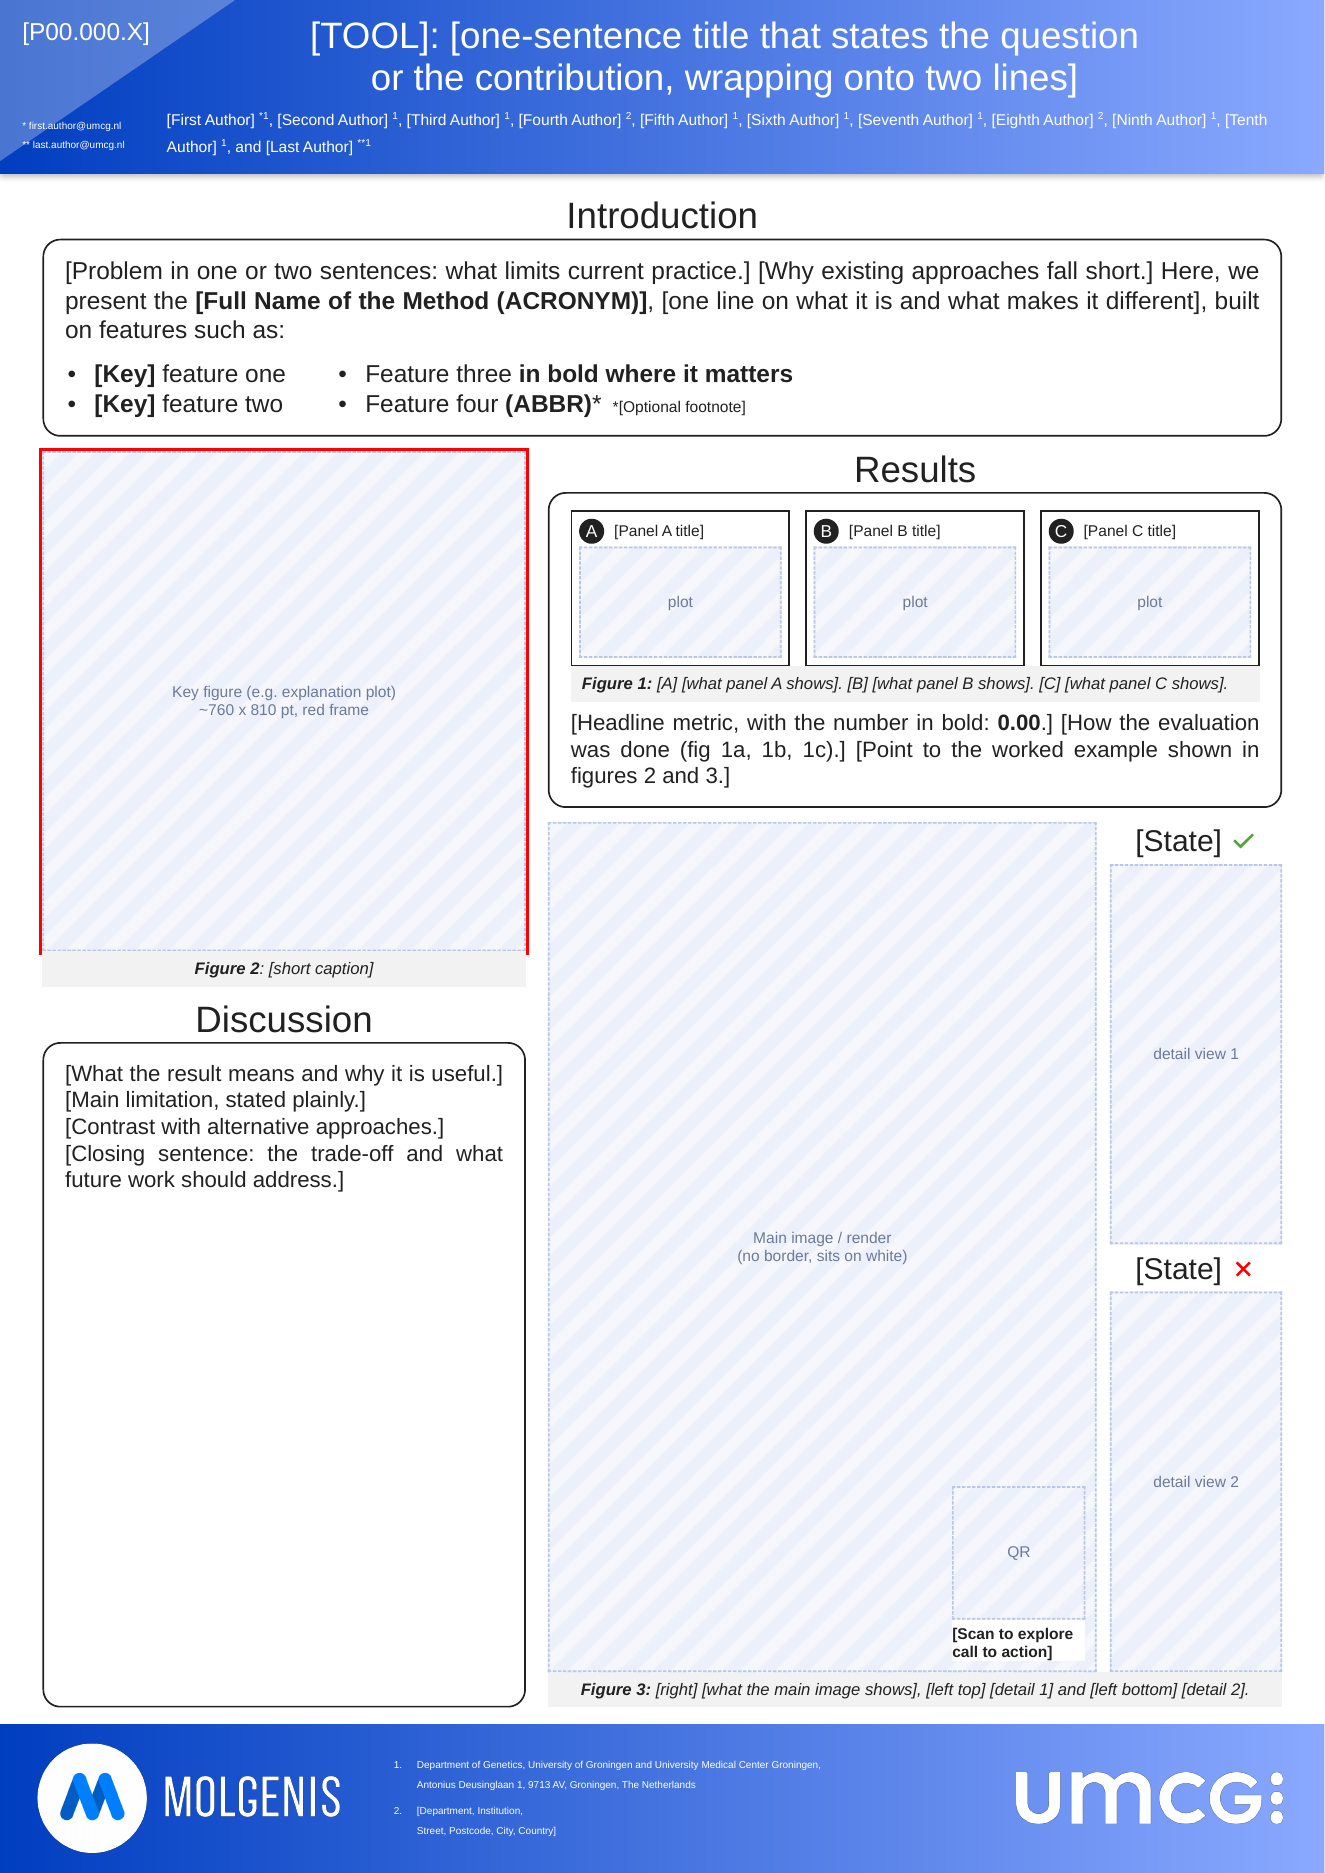 [P00.000.X]
[TOOL]: [one-sentence title that states the question
or the contribution, wrapping onto two lines]
* first.author@umcg.nl
** last.author@umcg.nl
[First Author] *1, [Second Author] 1, [Third Author] 1, [Fourth Author] 2, [Fifth Author] 1, [Sixth Author] 1, [Seventh Author] 1, [Eighth Author] 2, [Ninth Author] 1, [Tenth
Author] 1, and [Last Author] **1
Introduction
[Problem in one or two sentences: what limits current practice.] [Why existing approaches fall short.] Here, we
present the [Full Name of the Method (ACRONYM)], [one line on what it is and what makes it different], built
on features such as:
• [Key] feature one
• [Key] feature two
• Feature three in bold where it matters
• Feature four (ABBR)* *[Optional footnote]
Key figure (e.g. explanation plot)
~760 x 810 pt, red frame
Figure 2: [short caption]
Discussion
[What the result means and why it is useful.]
[Main limitation, stated plainly.]
[Contrast with alternative approaches.]
[Closing sentence: the trade-off and what
future work should address.]
Results
A [Panel A title]
plot
B [Panel B title]
plot
C [Panel C title]
plot
Figure 1: [A] [what panel A shows]. [B] [what panel B shows]. [C] [what panel C shows].
[Headline metric, with the number in bold: 0.00.] [How the evaluation
was done (fig 1a, 1b, 1c).] [Point to the worked example shown in
figures 2 and 3.]
Main image / render
(no border, sits on white)
QR
[Scan to explore
call to action]
[State] ✓
detail view 1
[State] ✕
detail view 2
Figure 3: [right] [what the main image shows], [left top] [detail 1] and [left bottom] [detail 2].
MOLGENIS
1. Department of Genetics, University of Groningen and University Medical Center Groningen,
Antonius Deusinglaan 1, 9713 AV, Groningen, The Netherlands
2. [Department, Institution,
Street, Postcode, City, Country]
umcg